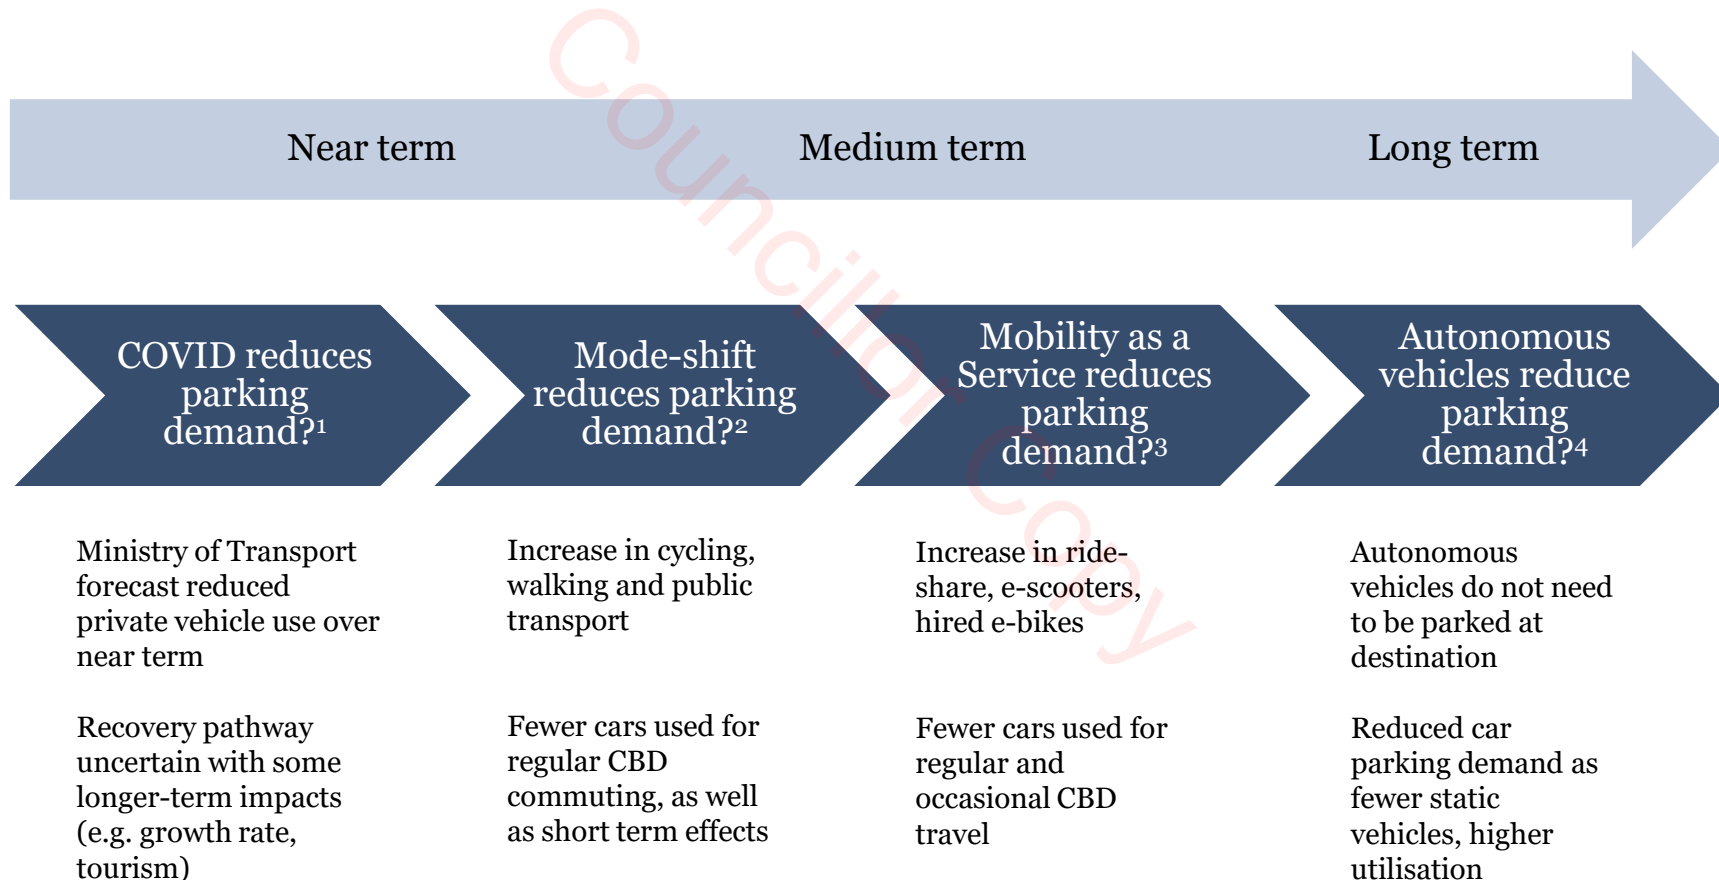 Near term
Medium term
Long term
COVID reduces
parking
demand?¹
Mode-shift
reduces parking
demand?²
Mobility as a
Service reduces
parking
demand?³
Autonomous
vehicles reduce
parking
demand?⁴
Ministry of Transport
forecast reduced
private vehicle use over
near term
Recovery pathway
uncertain with some
longer-term impacts
(e.g. growth rate,
tourism)
Increase in cycling,
walking and public
transport
Fewer cars used for
regular CBD
commuting, as well
as short term effects
Increase in ride-
share, e-scooters,
hired e-bikes
Fewer cars used for
regular and
occasional CBD
travel
Autonomous
vehicles do not need
to be parked at
destination
Reduced car
parking demand as
fewer static
vehicles, higher
utilisation
Councillor Copy